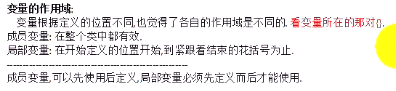 变量的作用域:
变量根据定义的位置不同,也觉得了各自的作用域是不同的. 看变量所在的那对{}.
成员变量: 在整个类中都有效.
局部变量: 在开始定义的位置开始,到紧跟着结束的花括号为止.
------------------------------------------------
成员变量,可以先使用后定义,局部变量必须先定义而后才能使用.